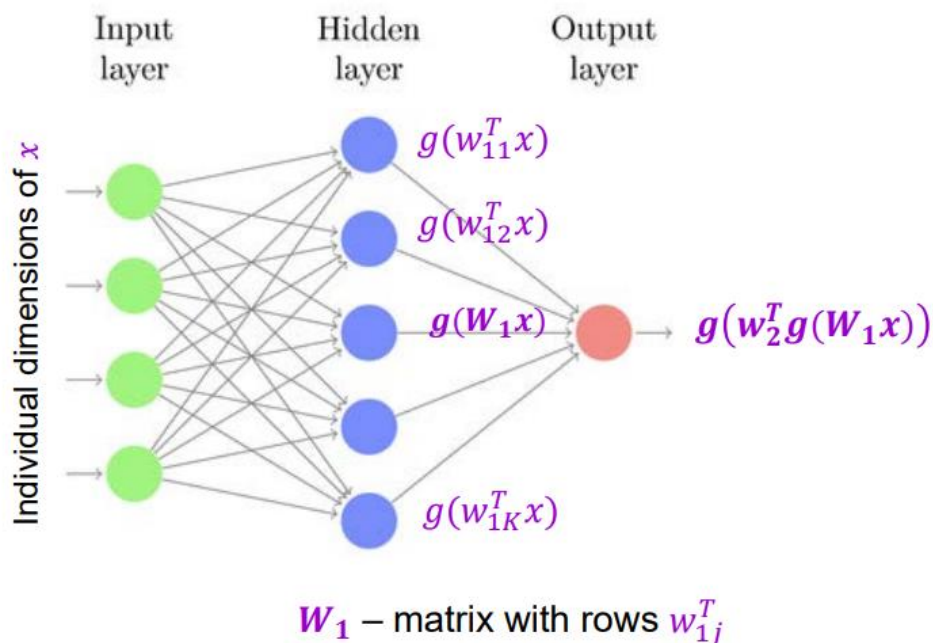 Input
layer
Hidden
layer
Output
layer
Individual dimensions of x
g(w_{11}^T x)
g(w_{12}^T x)
g(W_1 x)
g(w_2^T g(W_1 x))
g(w_{1K}^T x)
W_1 – matrix with rows w_{1j}^T